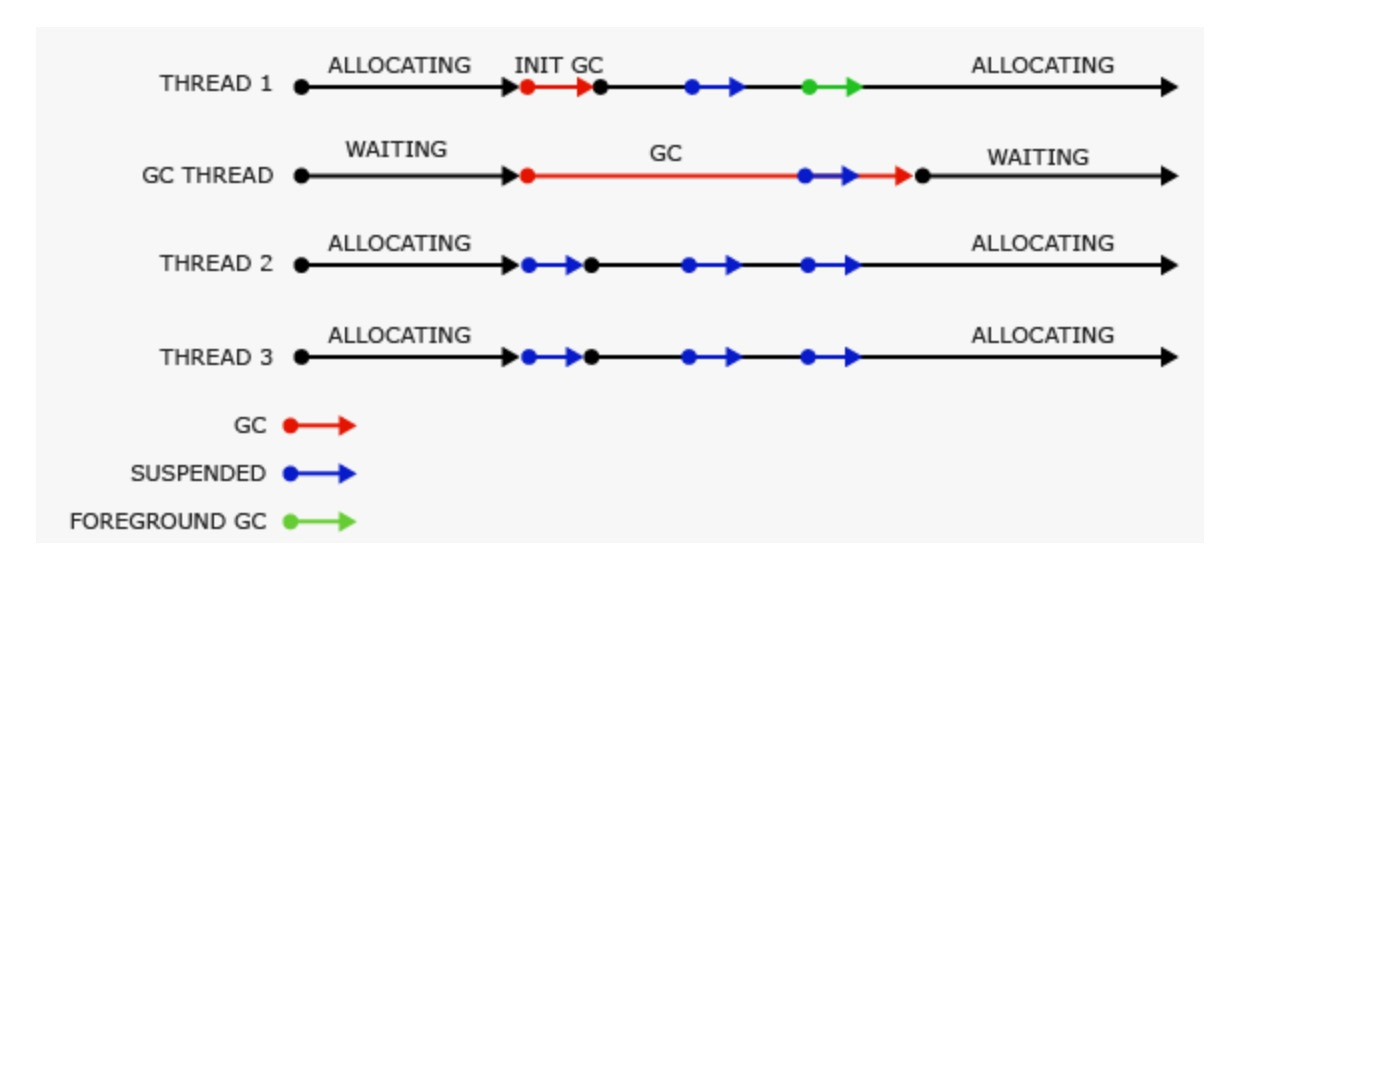 ALLOCATING INIT GC ALLOCATING
THREAD 1
WAITING GC WAITING
GC THREAD
ALLOCATING ALLOCATING
THREAD 2
ALLOCATING ALLOCATING
THREAD 3
GC
SUSPENDED
FOREGROUND GC